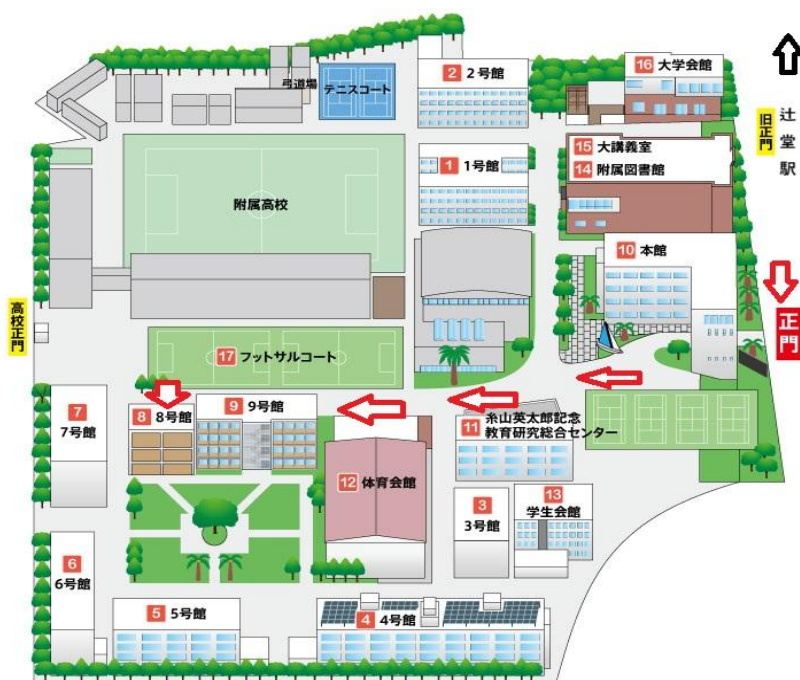 弓道場
テニスコート
2 2号館
16 大学会館
辻堂駅
旧正門
1 1号館
15 大講義室
14 附属図書館
附属高校
10 本館
高校正門
正門
17 フットサルコート
7
7号館
8 8号館
9 9号館
11 糸山英太郎記念
教育研究総合センター
12 体育会館
3
3号館
13
学生会館
6
6号館
5 5号館
4 4号館